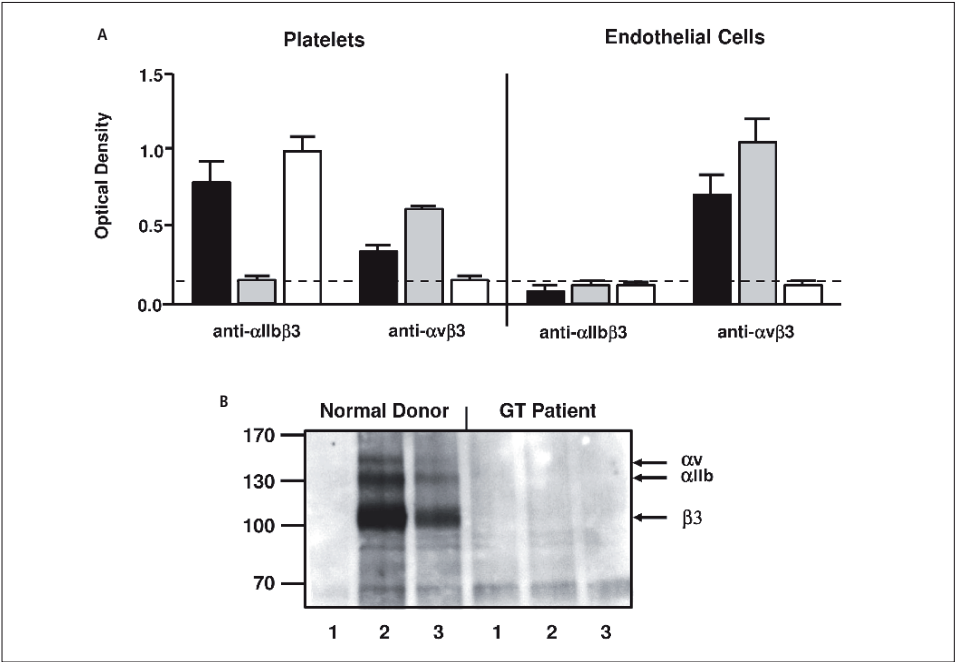 A
Platelets
Endothelial Cells
Optical Density
1.5
1.0
0.5
0.0
anti-αIIbβ3
anti-αvβ3
anti-αIIbβ3
anti-αvβ3
B
Normal Donor
GT Patient
170
130
100
70
αv
αIIb
β3
1 2 3 1 2 3